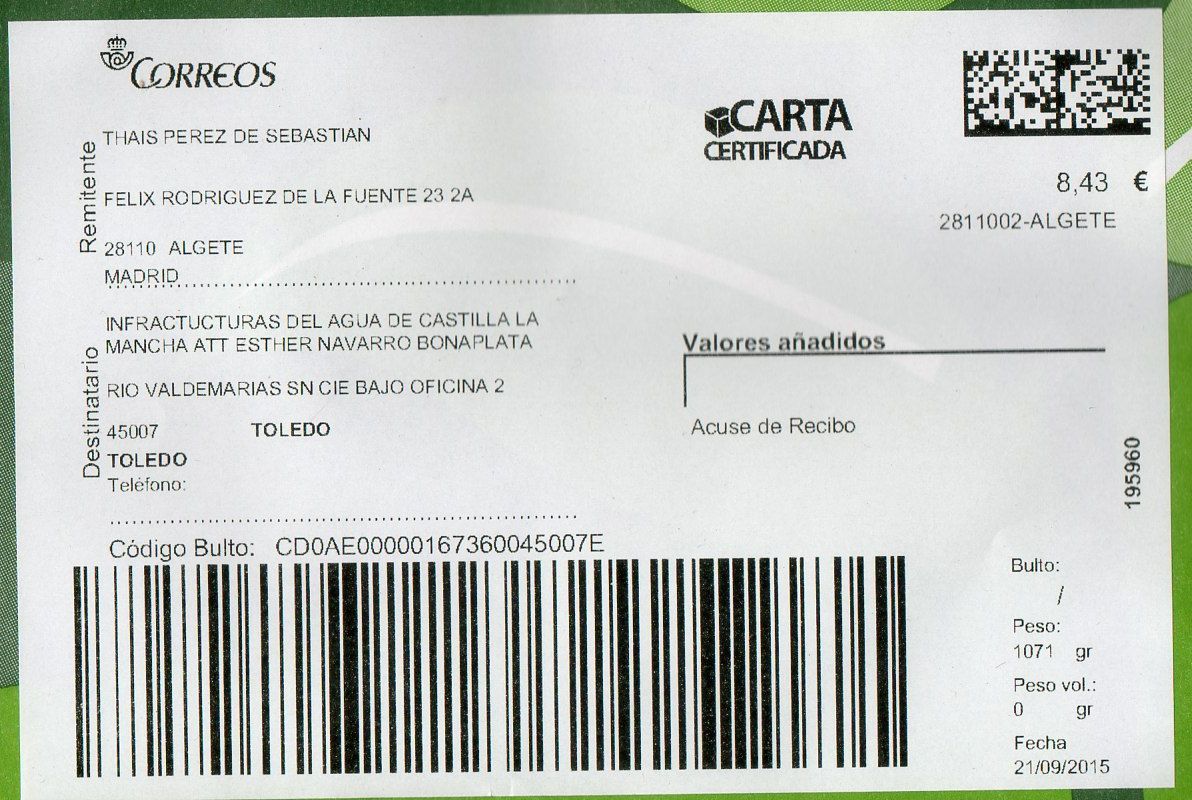 CORREOS
CARTA
CERTIFICADA
8,43 €
2811002-ALGETE
Remitente
THAIS PEREZ DE SEBASTIAN
FELIX RODRIGUEZ DE LA FUENTE 23 2A
28110 ALGETE
MADRID
Destinatario
INFRACTUCTURAS DEL AGUA DE CASTILLA LA
MANCHA ATT ESTHER NAVARRO BONAPLATA
RIO VALDEMARIAS SN CIE BAJO OFICINA 2
45007 TOLEDO
TOLEDO
Teléfono:
Valores añadidos
Acuse de Recibo
195960
Código Bulto: CD0AE00000167360045007E
Bulto:
/
Peso:
1071 gr
Peso vol.:
0 gr
Fecha
21/09/2015